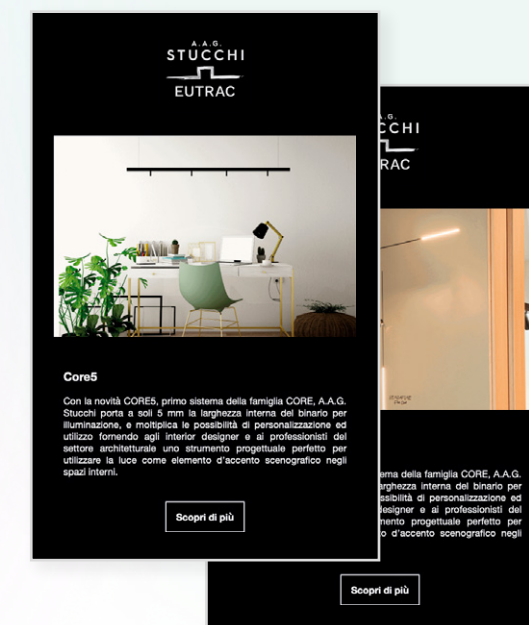 A.A.G.
STUCCHI
EUTRAC
Core5
Con la novità CORE5, primo sistema della famiglia CORE, A.A.G.
Stucchi porta a soli 5 mm la larghezza interna del binario per
illuminazione, e moltiplica le possibilità di personalizzazione ed
utilizzo fornendo agli interior designer e ai professionisti del
settore architetturale uno strumento progettuale perfetto per
utilizzare la luce come elemento d'accento scenografico negli
spazi interni.
Scopri di più
.G.
CCHI
RAC
ema della famiglia CORE, A.A.G.
arghezza interna del binario per
ssibilità di personalizzazione ed
designer e ai professionisti del
mento progettuale perfetto per
o d'accento scenografico negli
Scopri di più